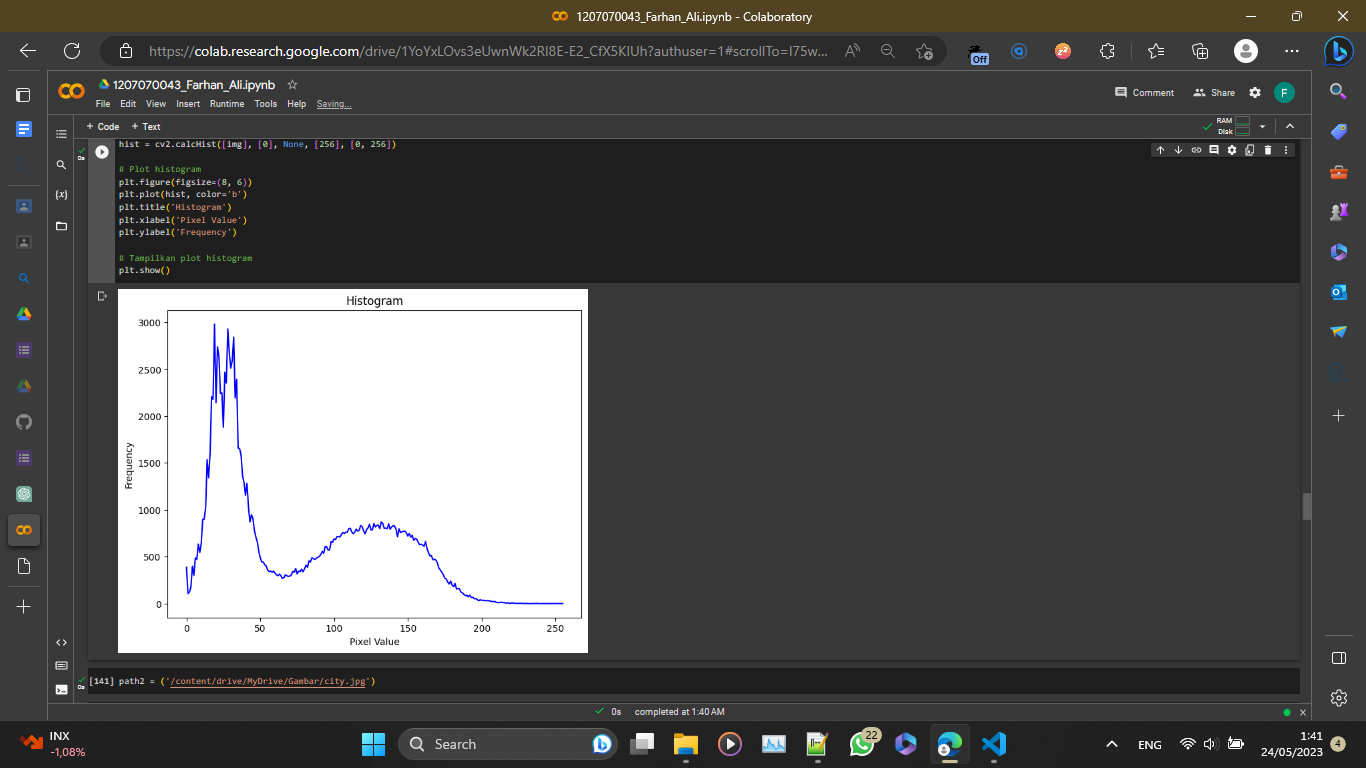 1207070043_Farhan_Ali.ipynb - Colaboratory
https://colab.research.google.com/drive/1YoYxLOvs3eUwnWk2RI8E-E2_CfX5KIUh?authuser=1#scrollTo=I75w...
Off
1207070043_Farhan_Ali.ipynb
File Edit View Insert Runtime Tools Help Saving...
Comment Share F
+ Code + Text
RAM
Disk
hist = cv2.calcHist([img], [0], None, [256], [0, 256])
0s
# Plot histogram
plt.figure(figsize=(8, 6))
plt.plot(hist, color='b')
plt.title('Histogram')
plt.xlabel('Pixel Value')
plt.ylabel('Frequency')
# Tampilkan plot histogram
plt.show()
Histogram
3000
2500
2000
1500
1000
500
0
Frequency
0 50 100 150 200 250
Pixel Value
[141] path2 = ('/content/drive/MyDrive/Gambar/city.jpg')
0s
0s completed at 1:40 AM
INX
-1,08%
Search
22
ENG
1:41
24/05/2023
4